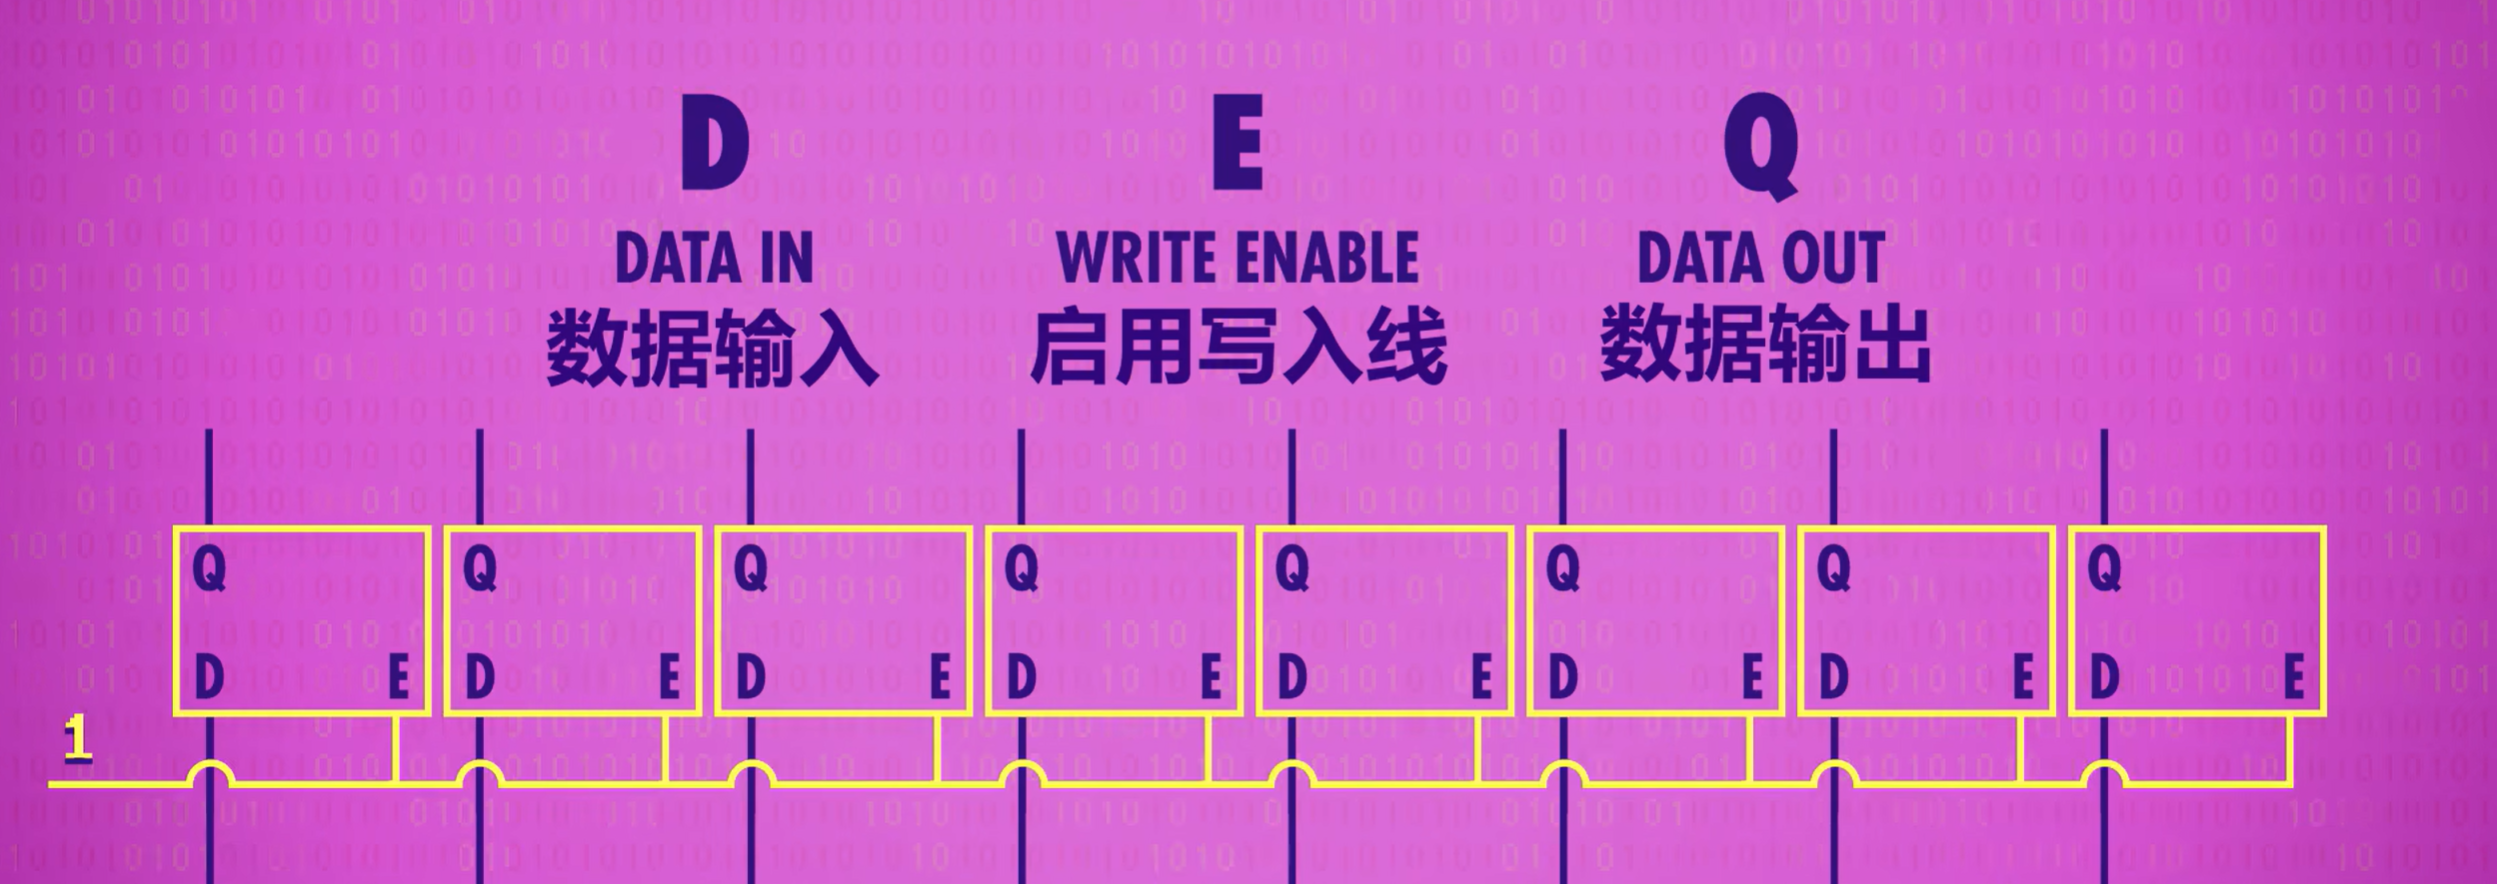 D E Q
DATA IN WRITE ENABLE DATA OUT
数据输入 启用写入线 数据输出
Q Q Q Q Q Q Q Q
D E D E D E D E D E D E D E D E
1